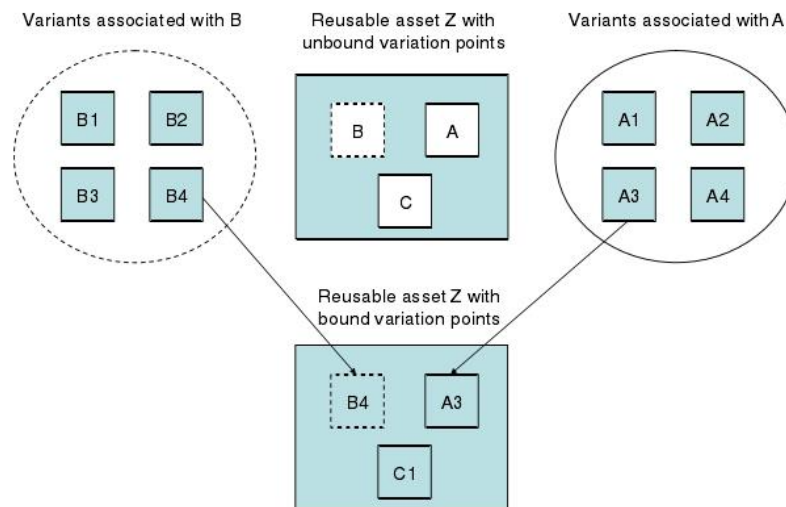 Variants associated with B
Reusable asset Z with
unbound variation points
Variants associated with A
B1 B2
B3 B4
B A
C
A1 A2
A3 A4
Reusable asset Z with
bound variation points
B4 A3
C1